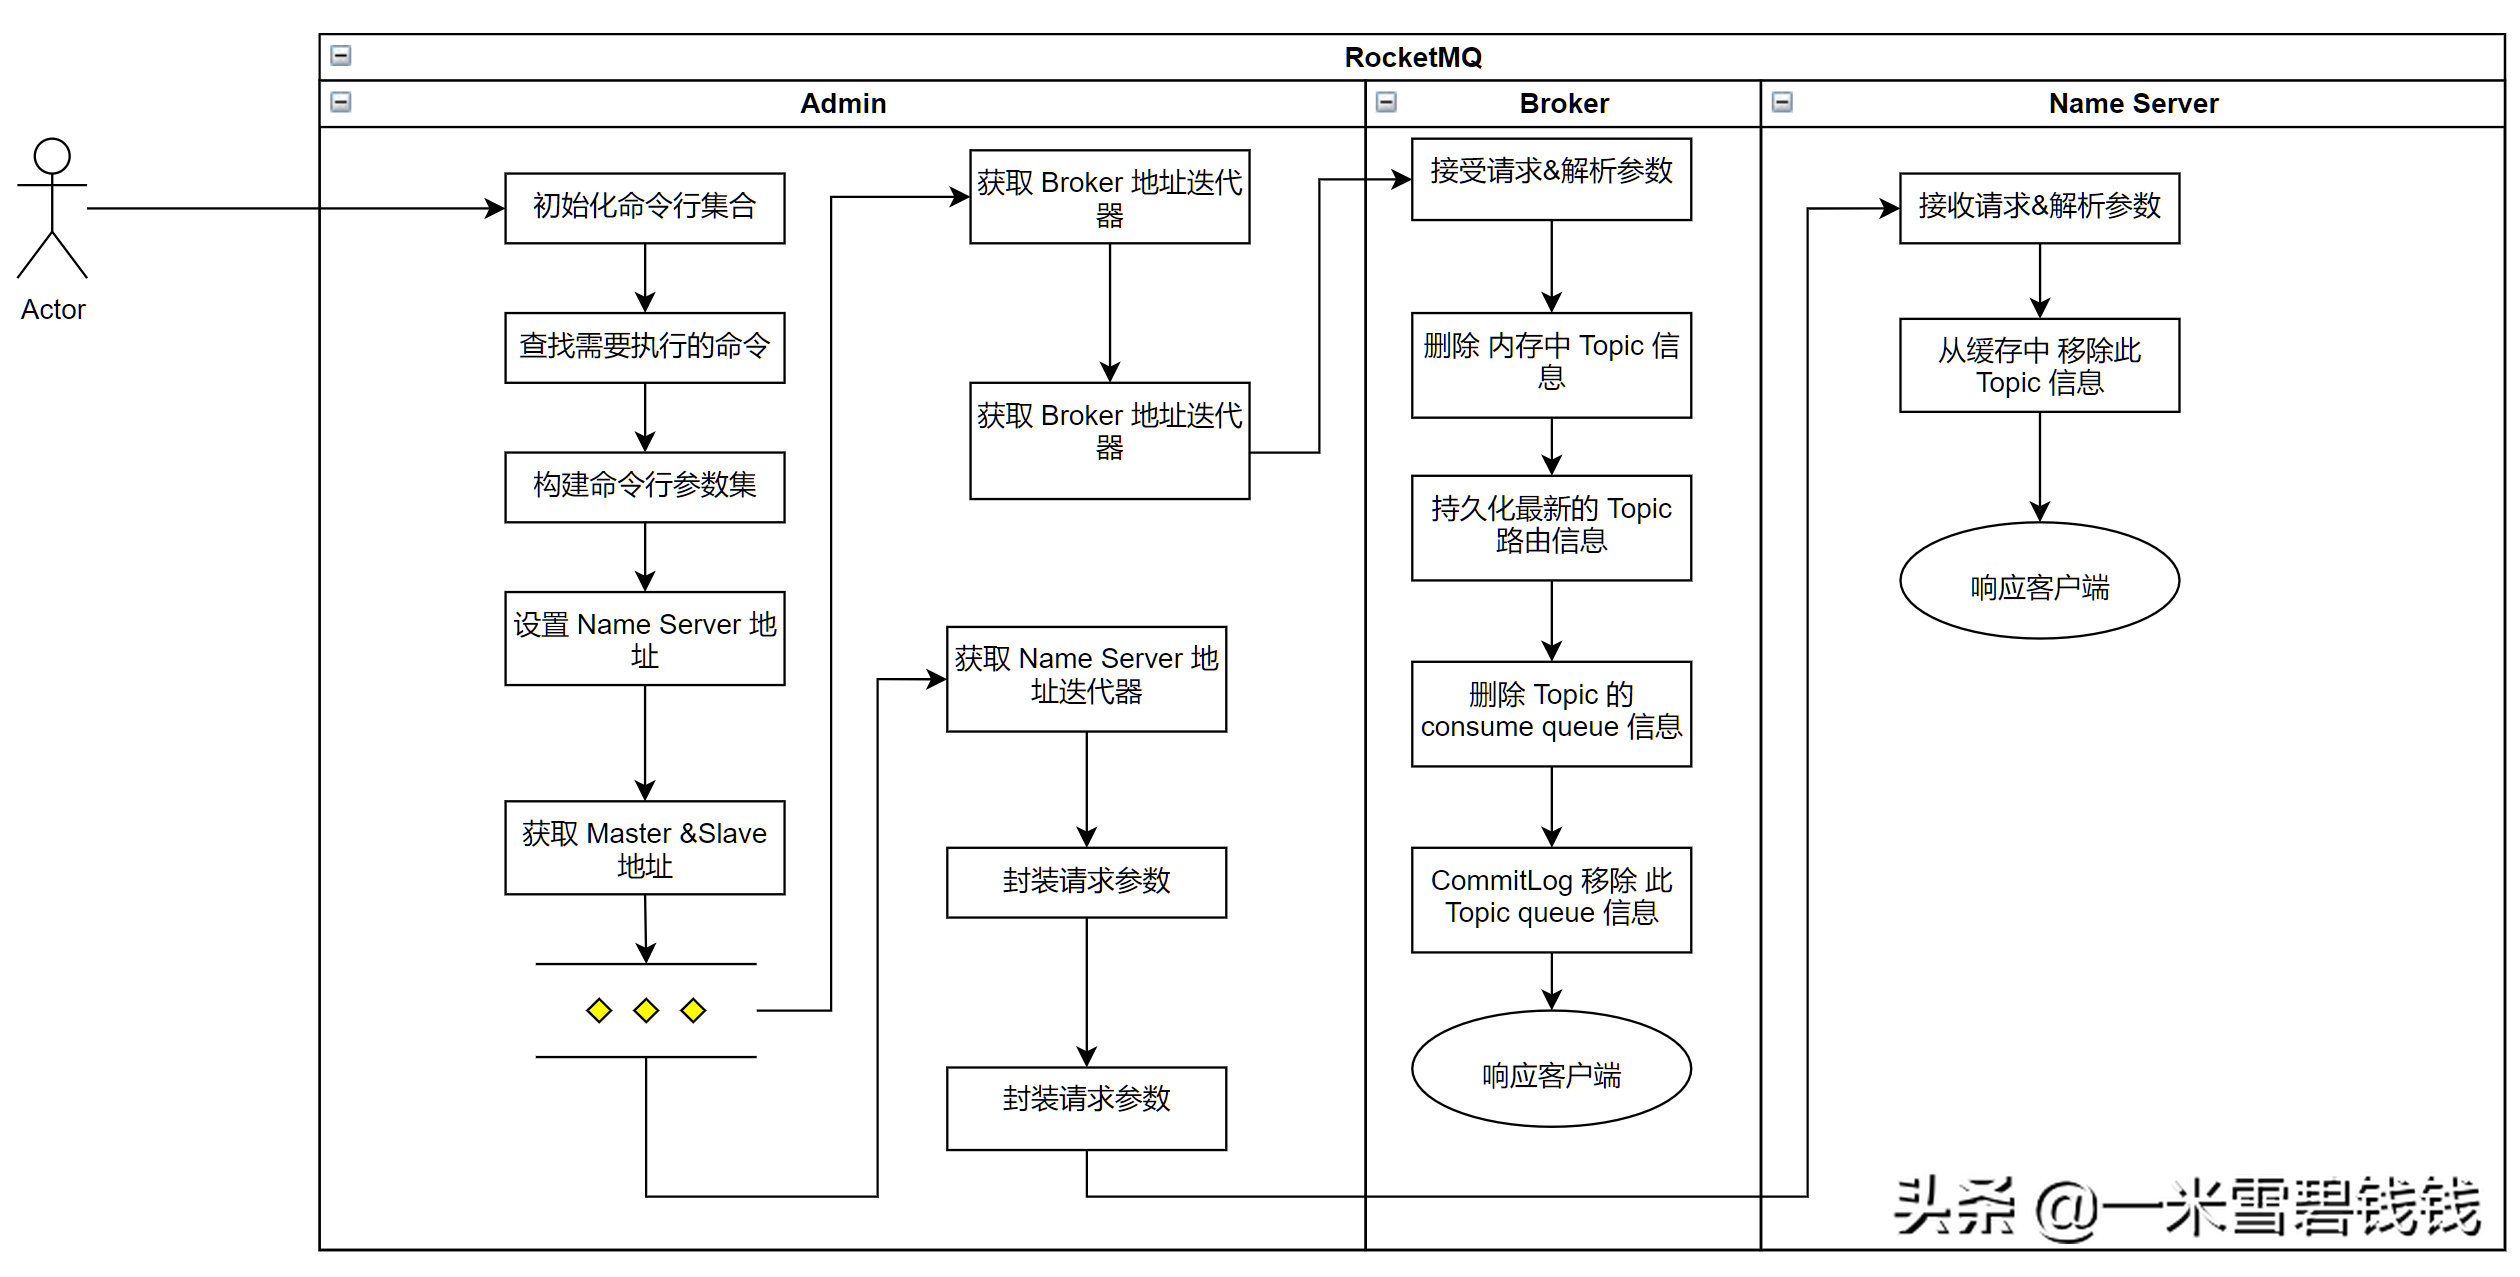 RocketMQ
Admin
Broker
Name Server
Actor
初始化命令行集合
查找需要执行的命令
构建命令行参数集
设置 Name Server 地
址
获取 Master &Slave
地址
获取 Broker 地址迭代
器
获取 Broker 地址迭代
器
获取 Name Server 地
址迭代器
封装请求参数
封装请求参数
接受请求&解析参数
删除 内存中 Topic 信
息
持久化最新的 Topic
路由信息
删除 Topic 的
consume queue 信息
CommitLog 移除 此
Topic queue 信息
响应客户端
接收请求&解析参数
从缓存中 移除此
Topic 信息
响应客户端
头条 @一米雪碧钱钱